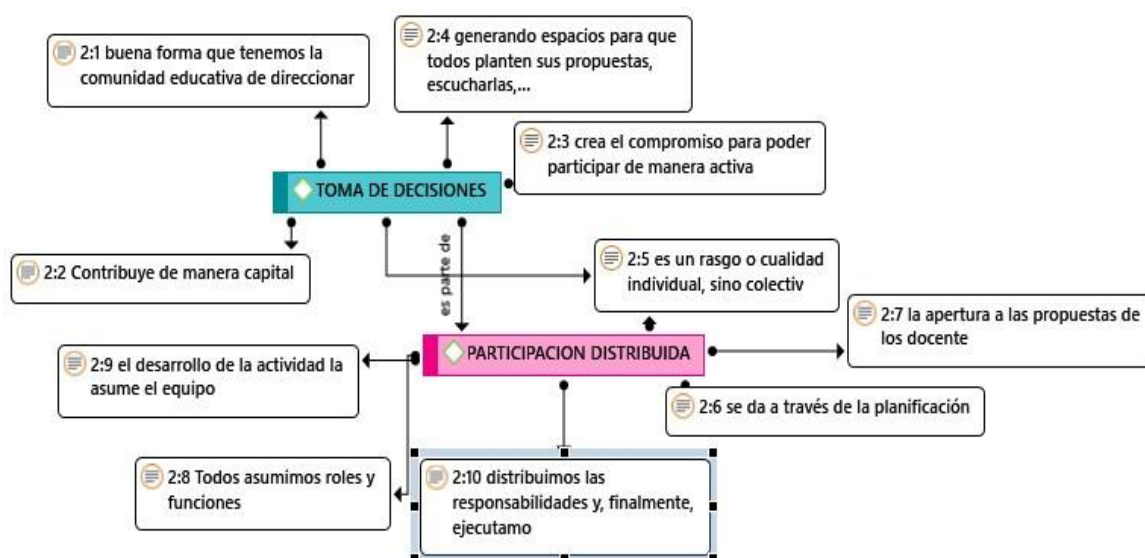 2:1 buena forma que tenemos la
comunidad educativa de direccionar
2:4 generando espacios para que
todos planten sus propuestas,
escucharlas,...
2:3 crea el compromiso para poder
participar de manera activa
TOMA DE DECISIONES
2:2 Contribuye de manera capital
es parte de
2:5 es un rasgo o cualidad
individual, sino colectiv
2:7 la apertura a las propuestas de
los docente
PARTICIPACION DISTRIBUIDA
2:9 el desarrollo de la actividad la
asume el equipo
2:6 se da a través de la planificación
2:8 Todos asumimos roles y
funciones
2:10 distribuimos las
responsabilidades y, finalmente,
ejecutamo